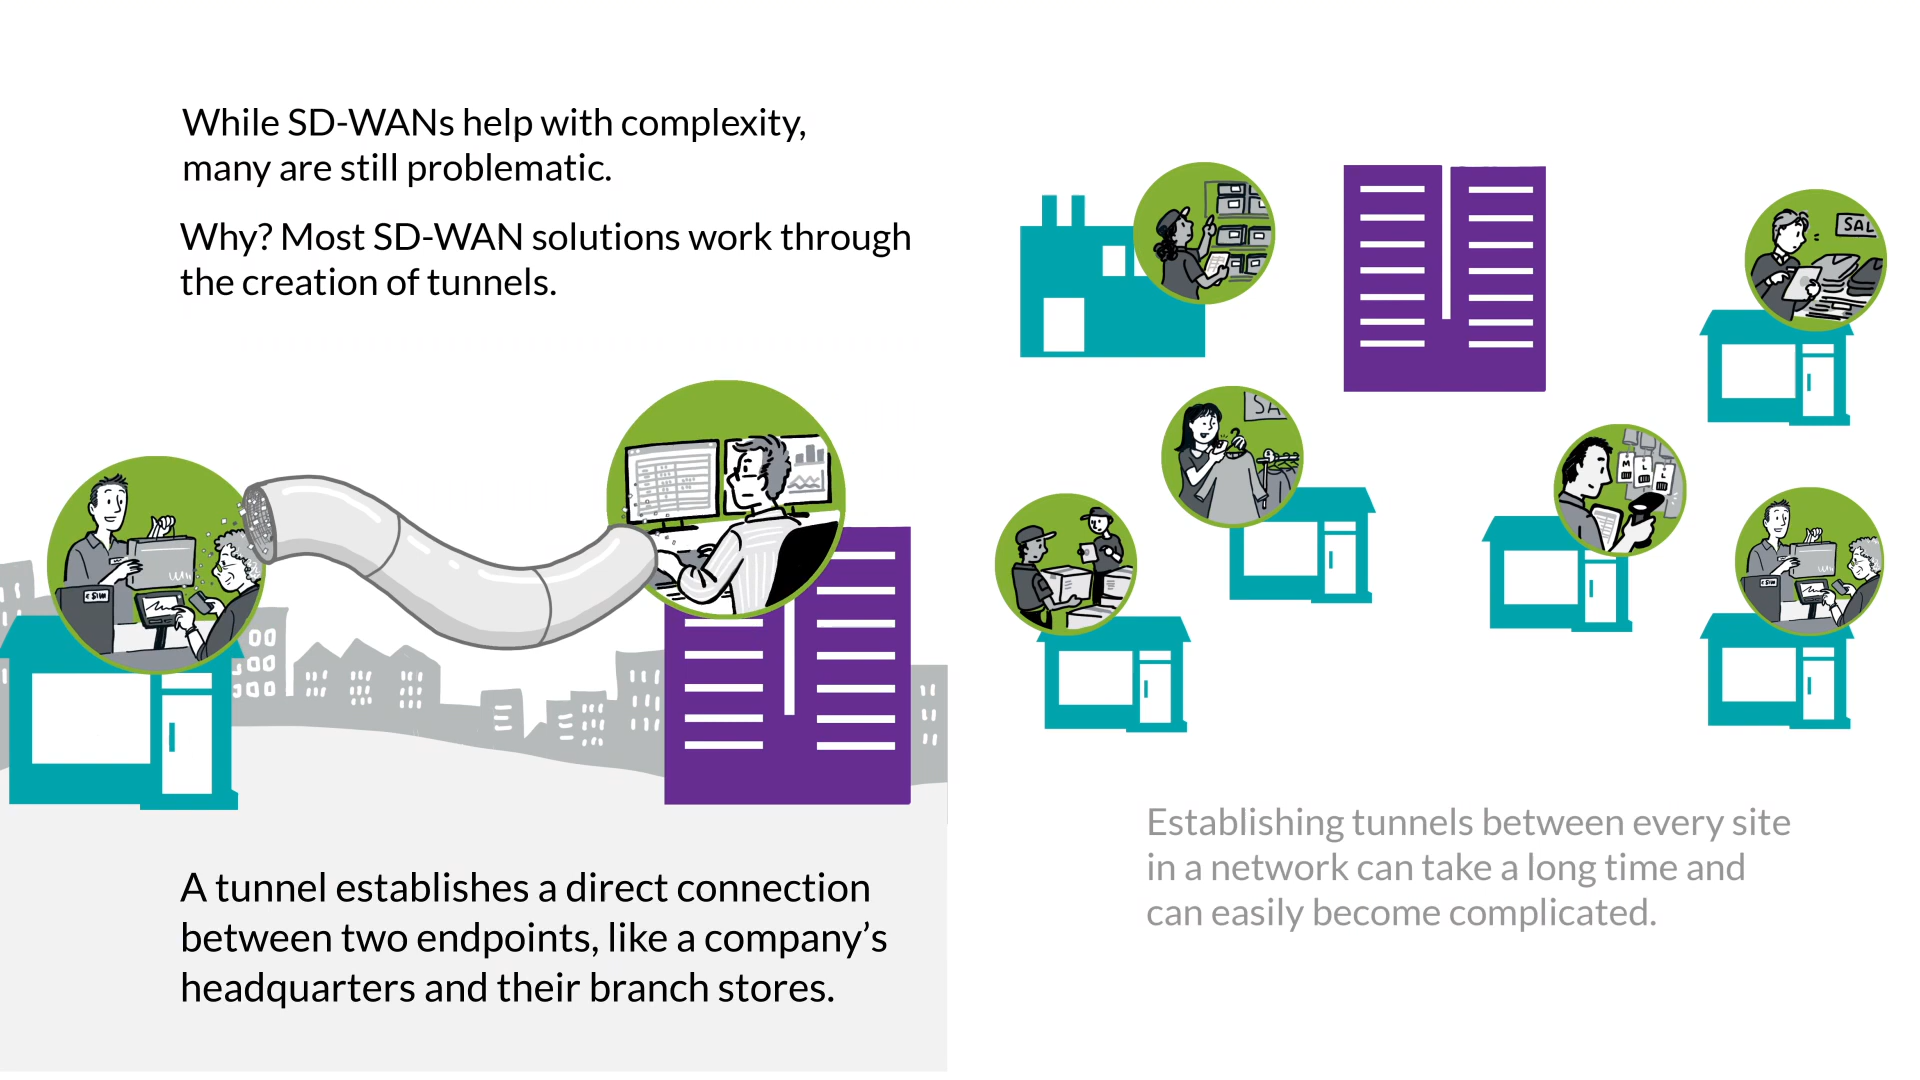 While SD-WANs help with complexity,
many are still problematic.
Why? Most SD-WAN solutions work through
the creation of tunnels.
A tunnel establishes a direct connection
between two endpoints, like a company’s
headquarters and their branch stores.
SAL
SA
M L L
Establishing tunnels between every site
in a network can take a long time and
can easily become complicated.